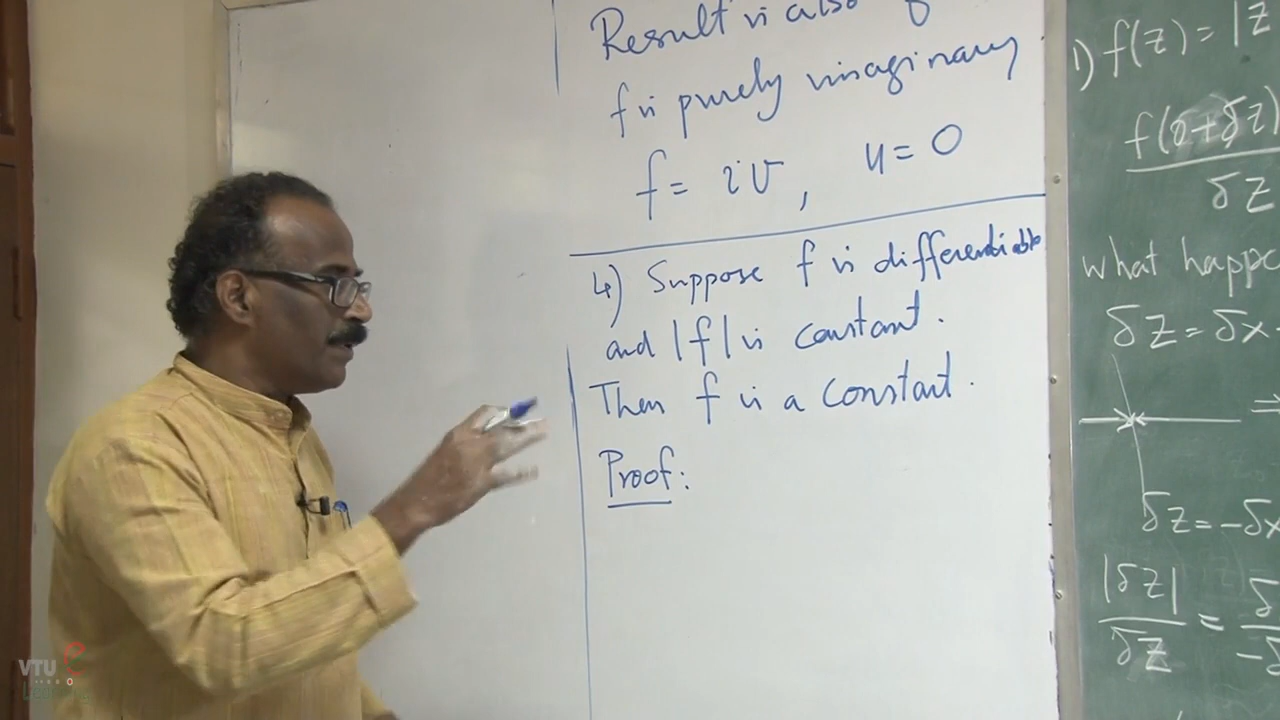 Result is also
f is purely imaginary
f = iv, u = 0
4) Suppose f is differentiable
and |f| is constant.
Then f is a constant.
Proof:
1) f(z) = |z
f(0+δz)
δz
what happe
δz = δx
⇒
δz = -δx
|δz|
δz
= δ
-δ
VTU e
Learning